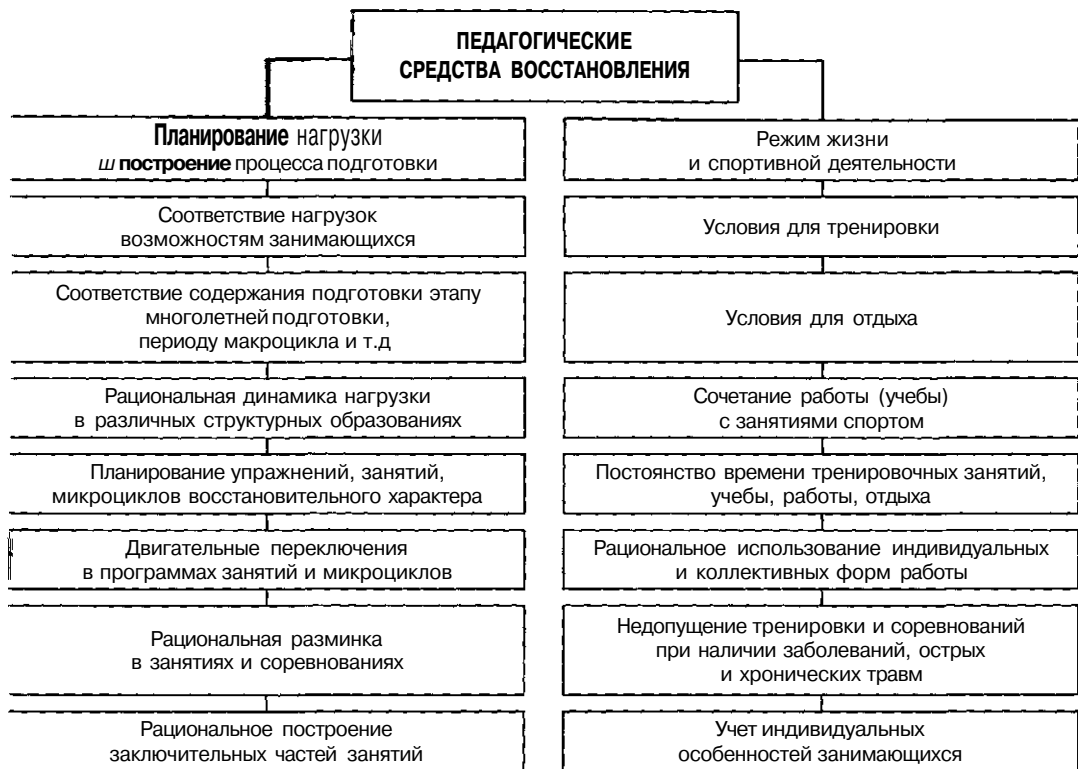 ПЕДАГОГИЧЕСКИЕ
СРЕДСТВА ВОССТАНОВЛЕНИЯ
Планирование нагрузки
ш построение процесса подготовки
Соответствие нагрузок
возможностям занимающихся
Соответствие содержания подготовки этапу
многолетней подготовки,
периоду макроцикла и т.д
Рациональная динамика нагрузки
в различных структурных образованиях
Планирование упражнений, занятий,
микроциклов восстановительного характера
Двигательные переключения
в программах занятий и микроциклов
Рациональная разминка
в занятиях и соревнованиях
Рациональное построение
заключительных частей занятий
Режим жизни
и спортивной деятельности
Условия для тренировки
Условия для отдыха
Сочетание работы (учебы)
с занятиями спортом
Постоянство времени тренировочных занятий,
учебы, работы, отдыха
Рациональное использование индивидуальных
и коллективных форм работы
Недопущение тренировки и соревнований
при наличии заболеваний, острых
и хронических травм
Учет индивидуальных
особенностей занимающихся